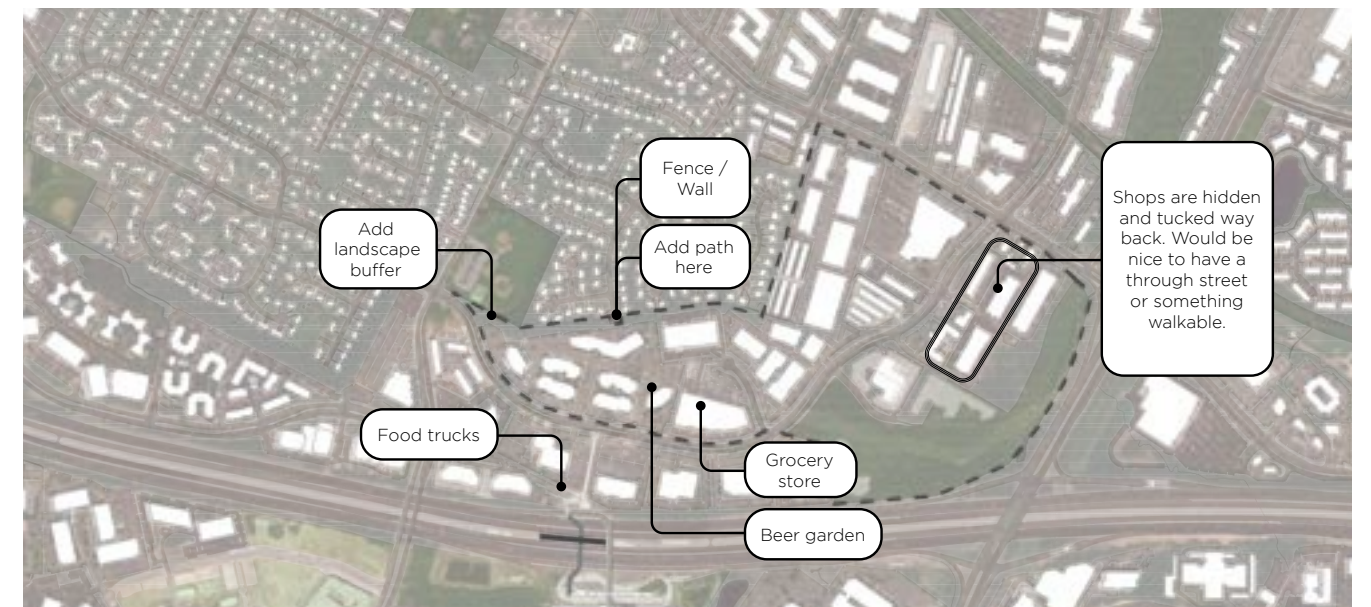 Fence /
Wall
Add
landscape
buffer
Add path
here
Shops are hidden
and tucked way
back. Would be
nice to have a
through street
or something
walkable.
Food trucks
Grocery
store
Beer garden